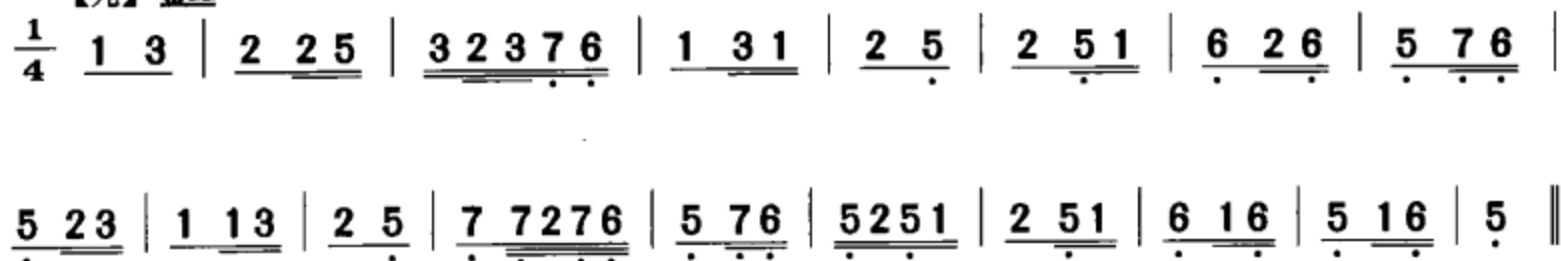 1/4 1 3 | 2 2 5 | 3 2 3 7̣ 6̣ | 1 3 1 | 2 5̣ | 2 5̣ 1 | 6̣ 2 6̣ | 5̣ 7̣ 6̣ |
5̣ 2 3 | 1 1 3 | 2 5̣ | 7̣ 7̣ 2 7̣ 6̣ | 5̣ 7̣ 6̣ | 5̣ 2 5̣ 1 | 2 5̣ 1 | 6̣ 1 6̣ | 5̣ 1 6̣ | 5̣ ‖